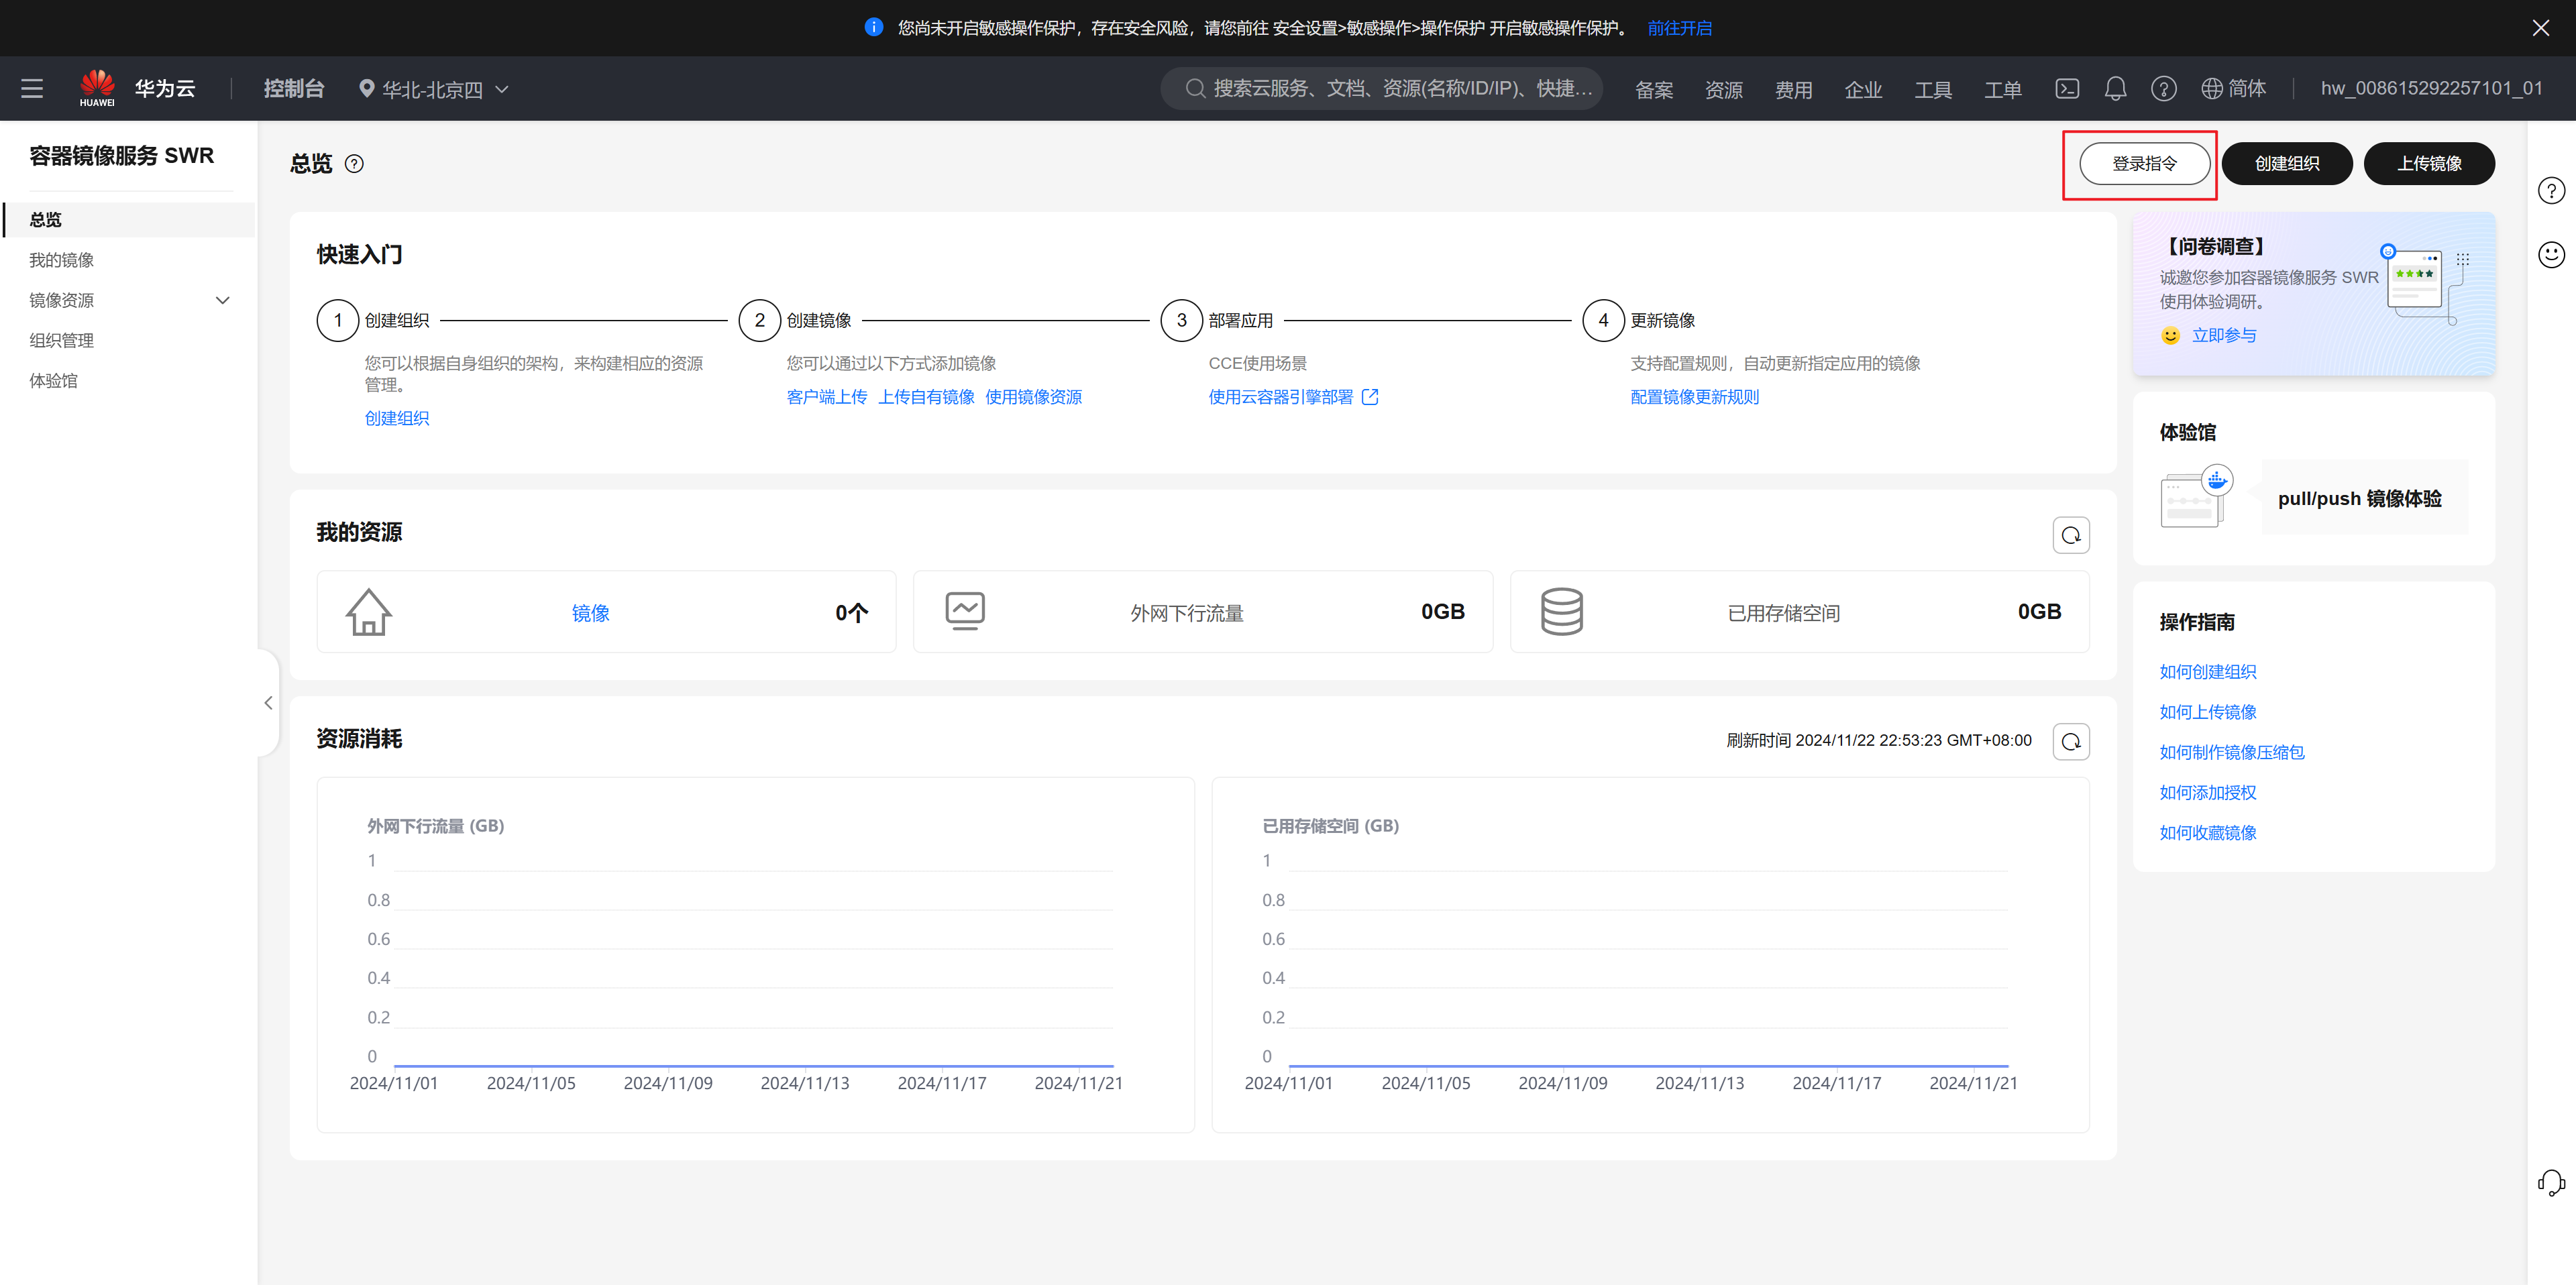 您尚未开启敏感操作保护，存在安全风险，请您前往 安全设置>敏感操作>操作保护 开启敏感操作保护。 前往开启
HUAWEI 华为云 控制台 华北-北京四 搜索云服务、文档、资源(名称/ID/IP)、快捷... 备案 资源 费用 企业 工具 工单 简体 hw_008615292257101_01
容器镜像服务 SWR
总览
我的镜像
镜像资源
组织管理
体验馆
总览
登录指令 创建组织 上传镜像
快速入门
1 创建组织
您可以根据自身组织的架构，来构建相应的资源
管理。
创建组织
2 创建镜像
您可以通过以下方式添加镜像
客户端上传 上传自有镜像 使用镜像资源
3 部署应用
CCE使用场景
使用云容器引擎部署
4 更新镜像
支持配置规则，自动更新指定应用的镜像
配置镜像更新规则
我的资源
镜像 0个
外网下行流量 0GB
已用存储空间 0GB
资源消耗
刷新时间 2024/11/22 22:53:23 GMT+08:00
外网下行流量 (GB)
1
0.8
0.6
0.4
0.2
0
2024/11/01 2024/11/05 2024/11/09 2024/11/13 2024/11/17 2024/11/21
已用存储空间 (GB)
1
0.8
0.6
0.4
0.2
0
2024/11/01 2024/11/05 2024/11/09 2024/11/13 2024/11/17 2024/11/21
【问卷调查】
诚邀您参加容器镜像服务 SWR
使用体验调研。
立即参与
体验馆
pull/push 镜像体验
操作指南
如何创建组织
如何上传镜像
如何制作镜像压缩包
如何添加授权
如何收藏镜像